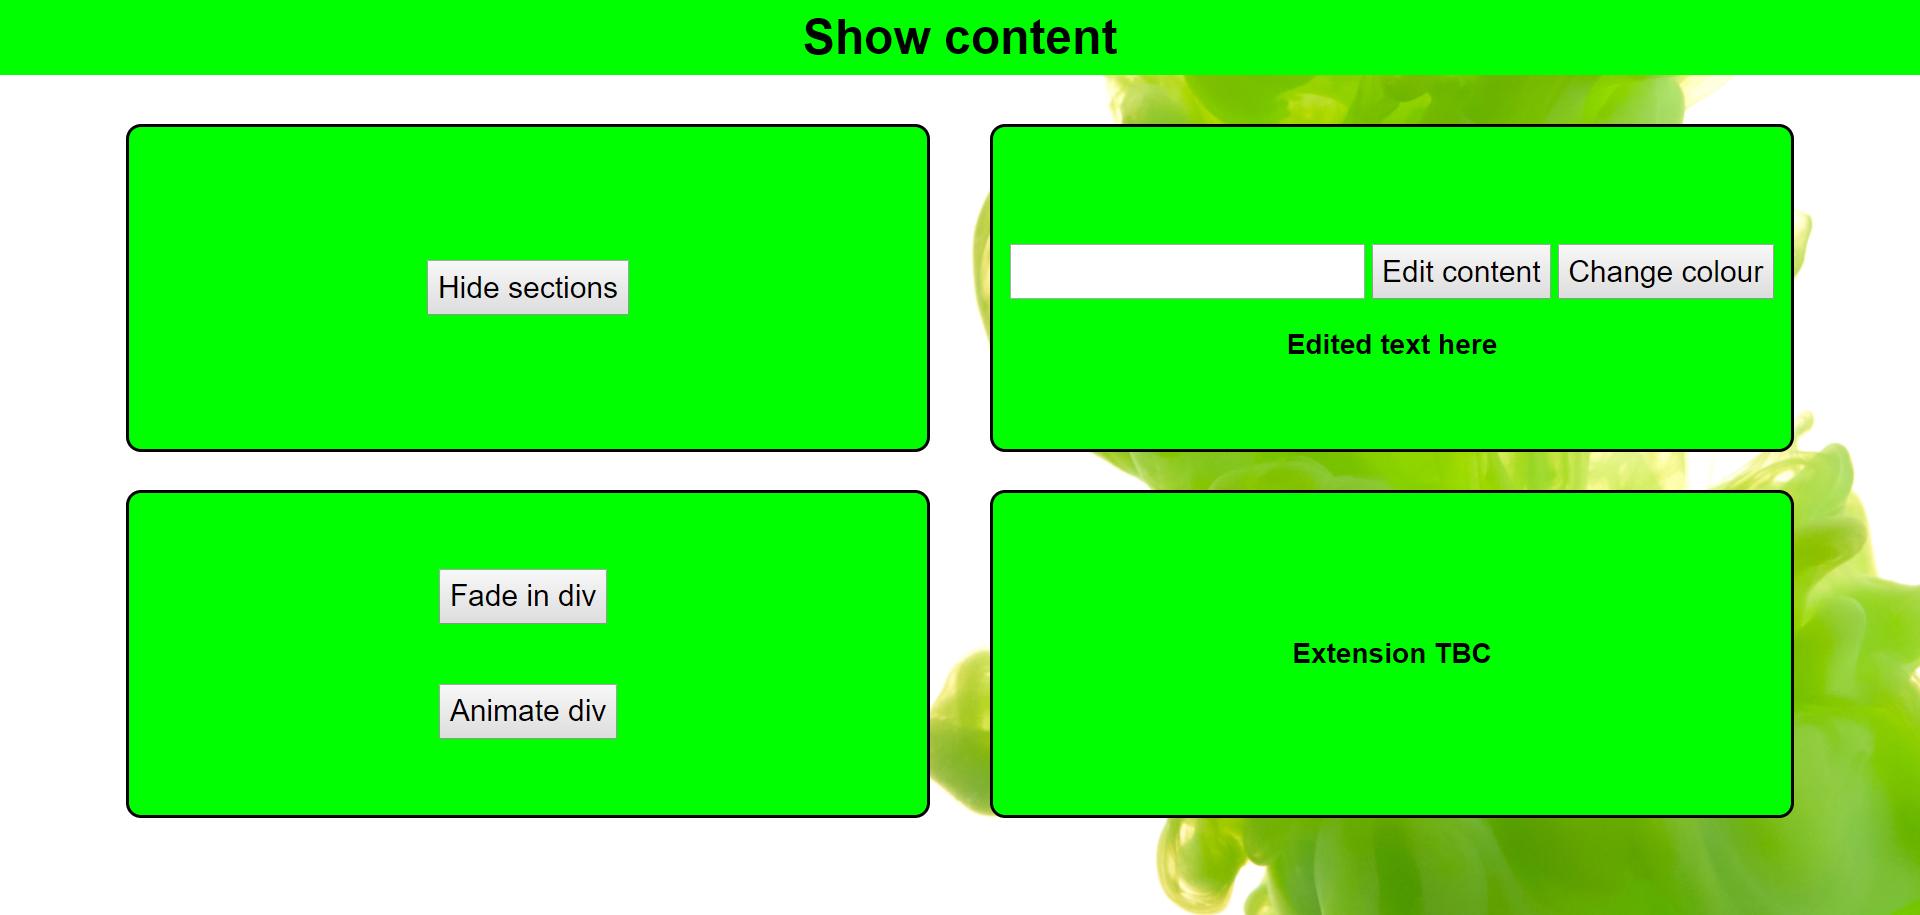 Show content
Hide sections
Edit content Change colour
Edited text here
Fade in div
Animate div
Extension TBC